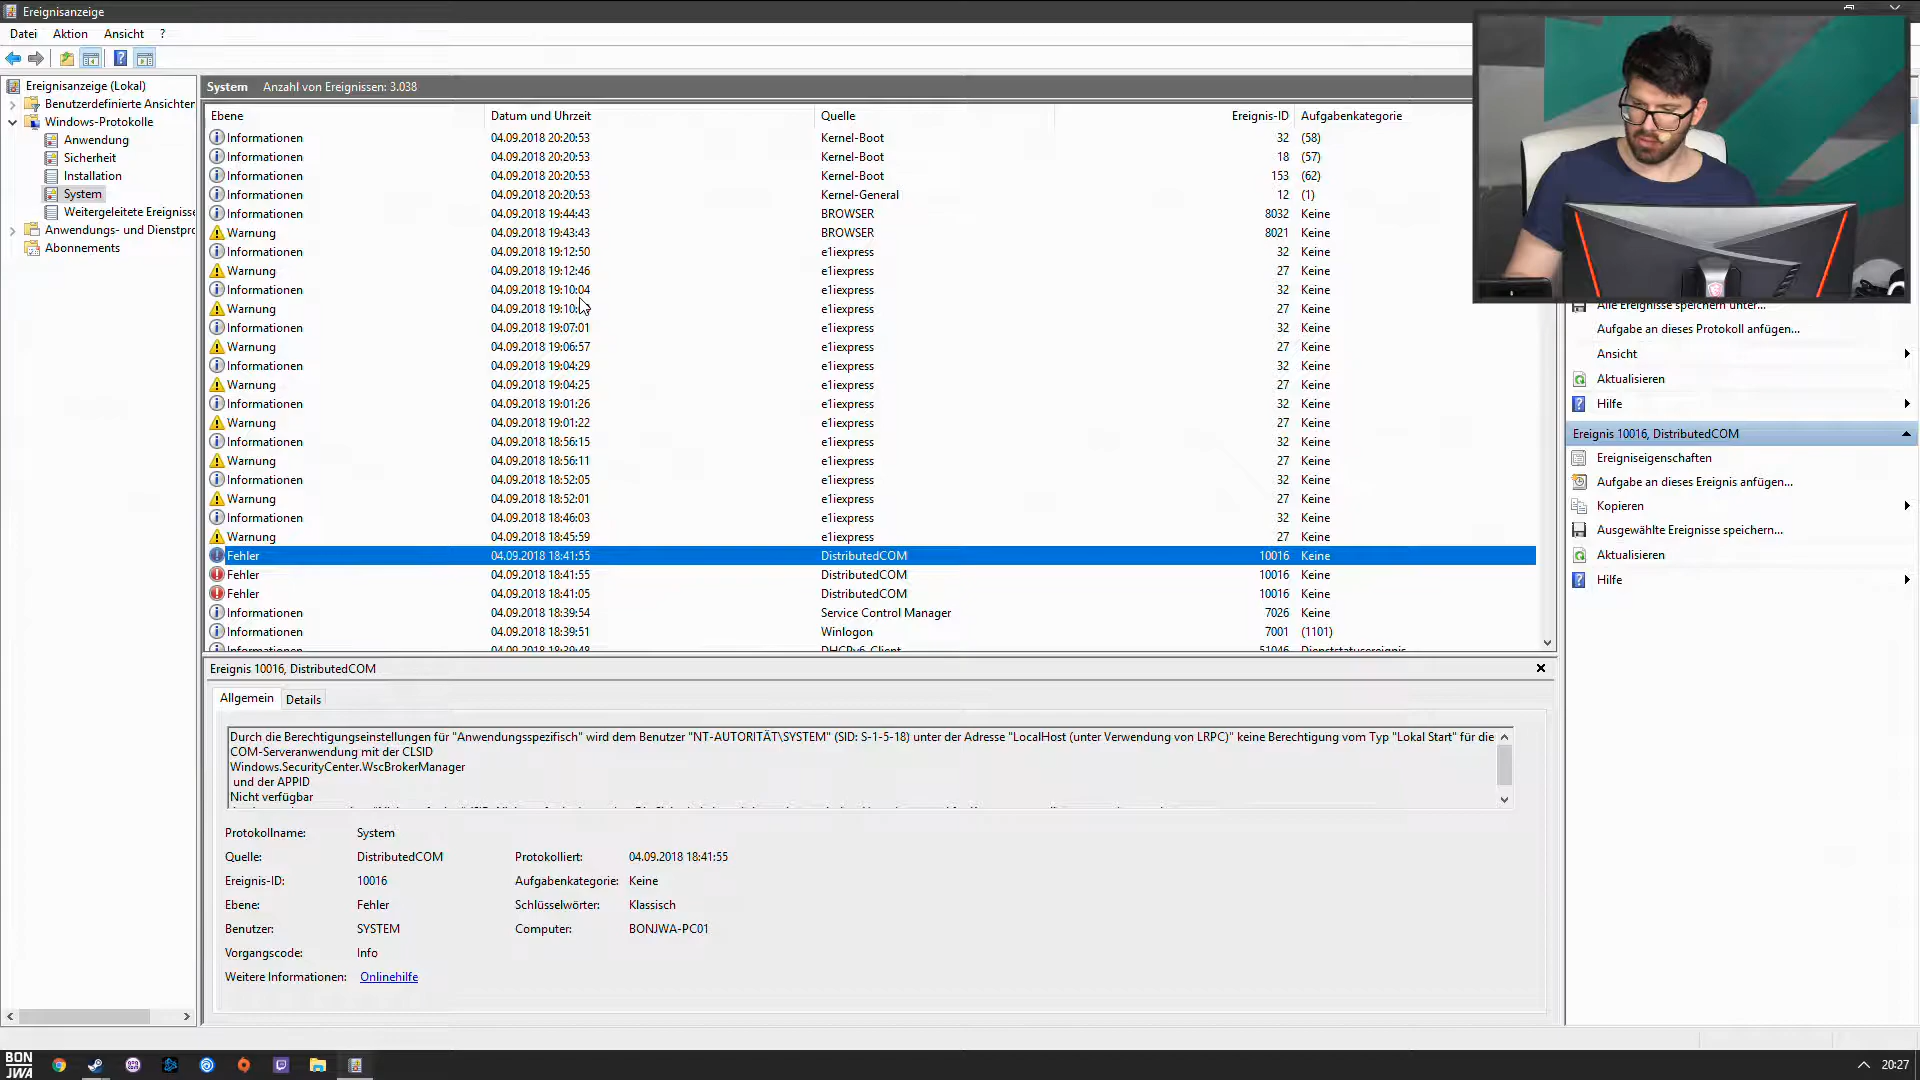 Ereignisanzeige
Datei Aktion Ansicht ?
Ereignisanzeige (Lokal)
Benutzerdefinierte Ansichten
Windows-Protokolle
Anwendung
Sicherheit
Installation
System
Weitergeleitete Ereignisse
Anwendungs- und Dienstpro
Abonnements
System Anzahl von Ereignissen: 3.038
Ebene Datum und Uhrzeit Quelle Ereignis-ID Aufgabenkategorie
Informationen 04.09.2018 20:20:53 Kernel-Boot 32 (58)
Informationen 04.09.2018 20:20:53 Kernel-Boot 18 (57)
Informationen 04.09.2018 20:20:53 Kernel-Boot 153 (62)
Informationen 04.09.2018 20:20:53 Kernel-General 12 (1)
Informationen 04.09.2018 19:44:43 BROWSER 8032 Keine
Warnung 04.09.2018 19:43:43 BROWSER 8021 Keine
Informationen 04.09.2018 19:12:50 e1iexpress 32 Keine
Warnung 04.09.2018 19:12:46 e1iexpress 27 Keine
Informationen 04.09.2018 19:10:04 e1iexpress 32 Keine
Warnung 04.09.2018 19:10: e1iexpress 27 Keine
Informationen 04.09.2018 19:07:01 e1iexpress 32 Keine
Warnung 04.09.2018 19:06:57 e1iexpress 27 Keine
Informationen 04.09.2018 19:04:29 e1iexpress 32 Keine
Warnung 04.09.2018 19:04:25 e1iexpress 27 Keine
Informationen 04.09.2018 19:01:26 e1iexpress 32 Keine
Warnung 04.09.2018 19:01:22 e1iexpress 27 Keine
Informationen 04.09.2018 18:56:15 e1iexpress 32 Keine
Warnung 04.09.2018 18:56:11 e1iexpress 27 Keine
Informationen 04.09.2018 18:52:05 e1iexpress 32 Keine
Warnung 04.09.2018 18:52:01 e1iexpress 27 Keine
Informationen 04.09.2018 18:46:03 e1iexpress 32 Keine
Warnung 04.09.2018 18:45:59 e1iexpress 27 Keine
Fehler 04.09.2018 18:41:55 DistributedCOM 10016 Keine
Fehler 04.09.2018 18:41:55 DistributedCOM 10016 Keine
Fehler 04.09.2018 18:41:05 DistributedCOM 10016 Keine
Informationen 04.09.2018 18:39:54 Service Control Manager 7026 Keine
Informationen 04.09.2018 18:39:51 Winlogon 7001 (1101)
Informationen 04.09.2018 18:39:48 DHCPv6-Client 51046 Dienststatusereignis
Ereignis 10016, DistributedCOM
Allgemein Details
Durch die Berechtigungseinstellungen für "Anwendungsspezifisch" wird dem Benutzer "NT-AUTORITÄT\SYSTEM" (SID: S-1-5-18) unter der Adresse "LocalHost (unter Verwendung von LRPC)" keine Berechtigung vom Typ "Lokal Start" für die
COM-Serveranwendung mit der CLSID
Windows.SecurityCenter.WscBrokerManager
und der APPID
Nicht verfügbar
Protokollname: System
Quelle: DistributedCOM Protokolliert: 04.09.2018 18:41:55
Ereignis-ID: 10016 Aufgabenkategorie: Keine
Ebene: Fehler Schlüsselwörter: Klassisch
Benutzer: SYSTEM Computer: BONJWA-PC01
Vorgangscode: Info
Weitere Informationen: Onlinehilfe
Alle Ereignisse speichern unter...
Aufgabe an dieses Protokoll anfügen...
Ansicht
Aktualisieren
Hilfe
Ereignis 10016, DistributedCOM
Ereigniseigenschaften
Aufgabe an dieses Ereignis anfügen...
Kopieren
Ausgewählte Ereignisse speichern...
Aktualisieren
Hilfe
BON
JWA
20:27